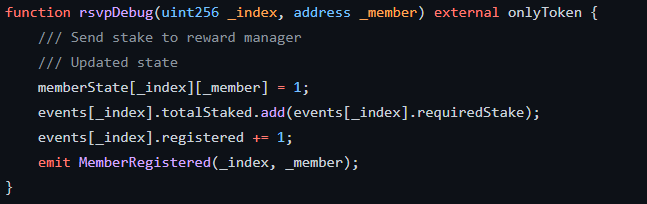 function rsvpDebug(uint256 _index, address _member) external onlyToken {
    /// Send stake to reward manager
    /// Updated state
    memberState[_index][_member] = 1;
    events[_index].totalStaked.add(events[_index].requiredStake);
    events[_index].registered += 1;
    emit MemberRegistered(_index, _member);
}